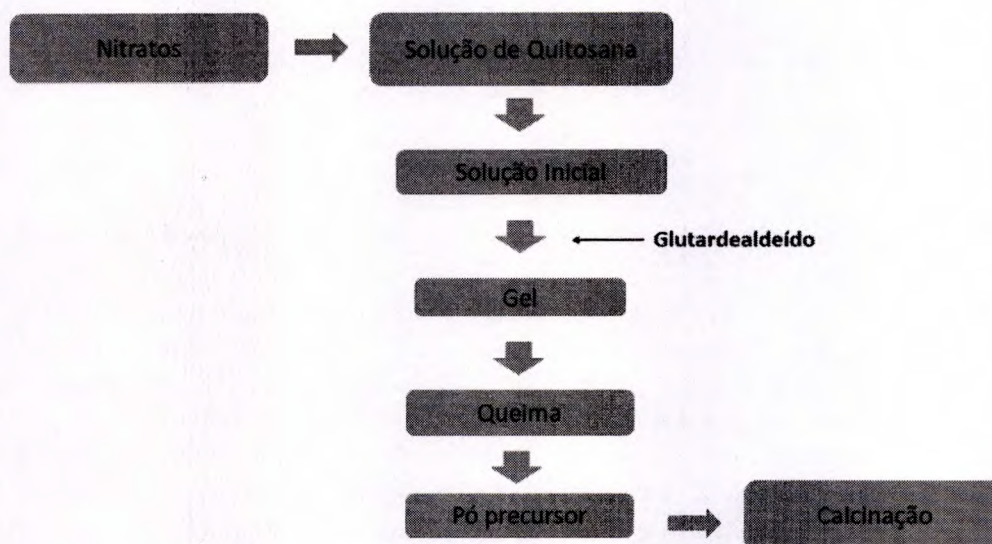 Nitratos
Solução de Quitosana
Solução Inicial
Glutardealdeído
Gel
Queima
Pó precursor
Calcinação